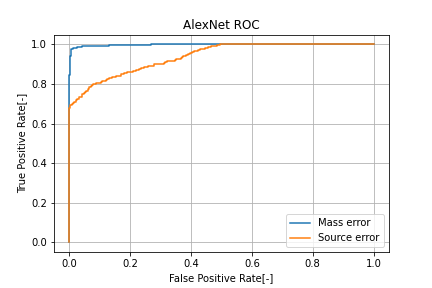 AlexNet ROC
1.0
0.8
0.6
0.4
0.2
0.0
True Positive Rate[-]
Mass error
Source error
0.0 0.2 0.4 0.6 0.8 1.0
False Positive Rate[-]